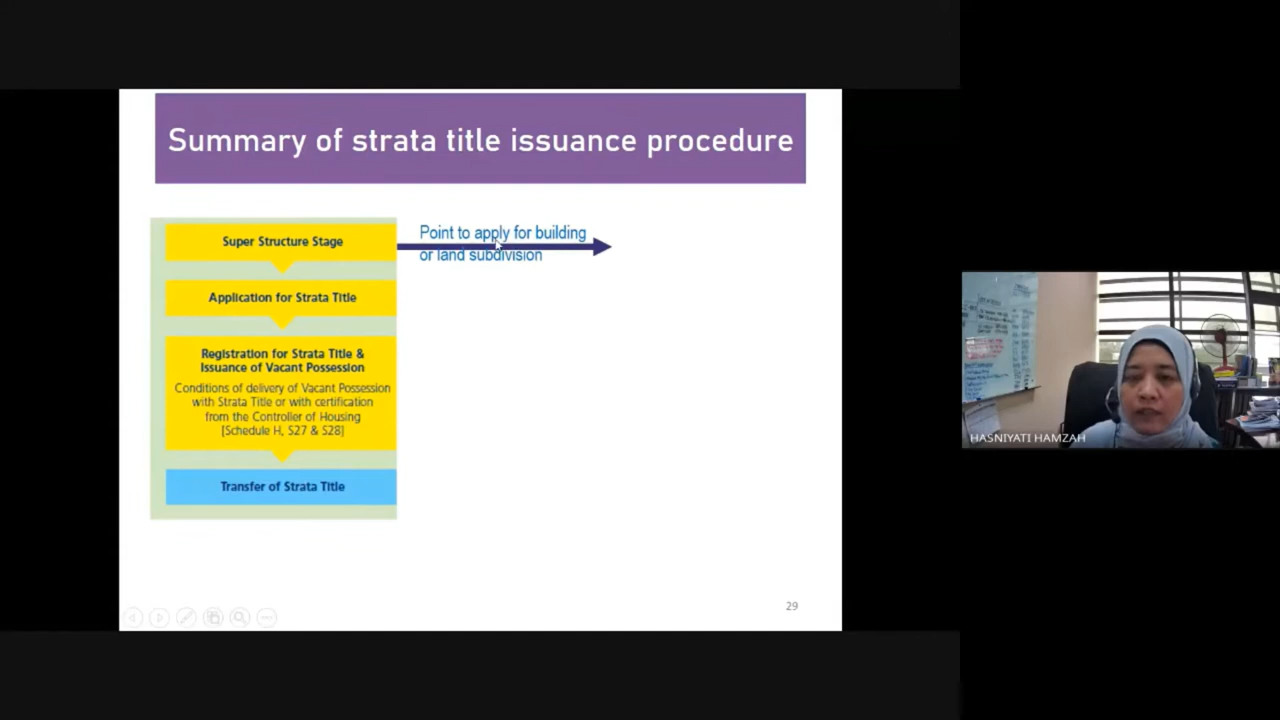 Summary of strata title issuance procedure
Super Structure Stage
Point to apply for building
or land subdivision
Application for Strata Title
Registration for Strata Title &
Issuance of Vacant Possession
Conditions of delivery of Vacant Possession
with Strata Title or with certification
from the Controller of Housing
[Schedule H, S27 & S28]
Transfer of Strata Title
29
HASNIYATI HAMZAH